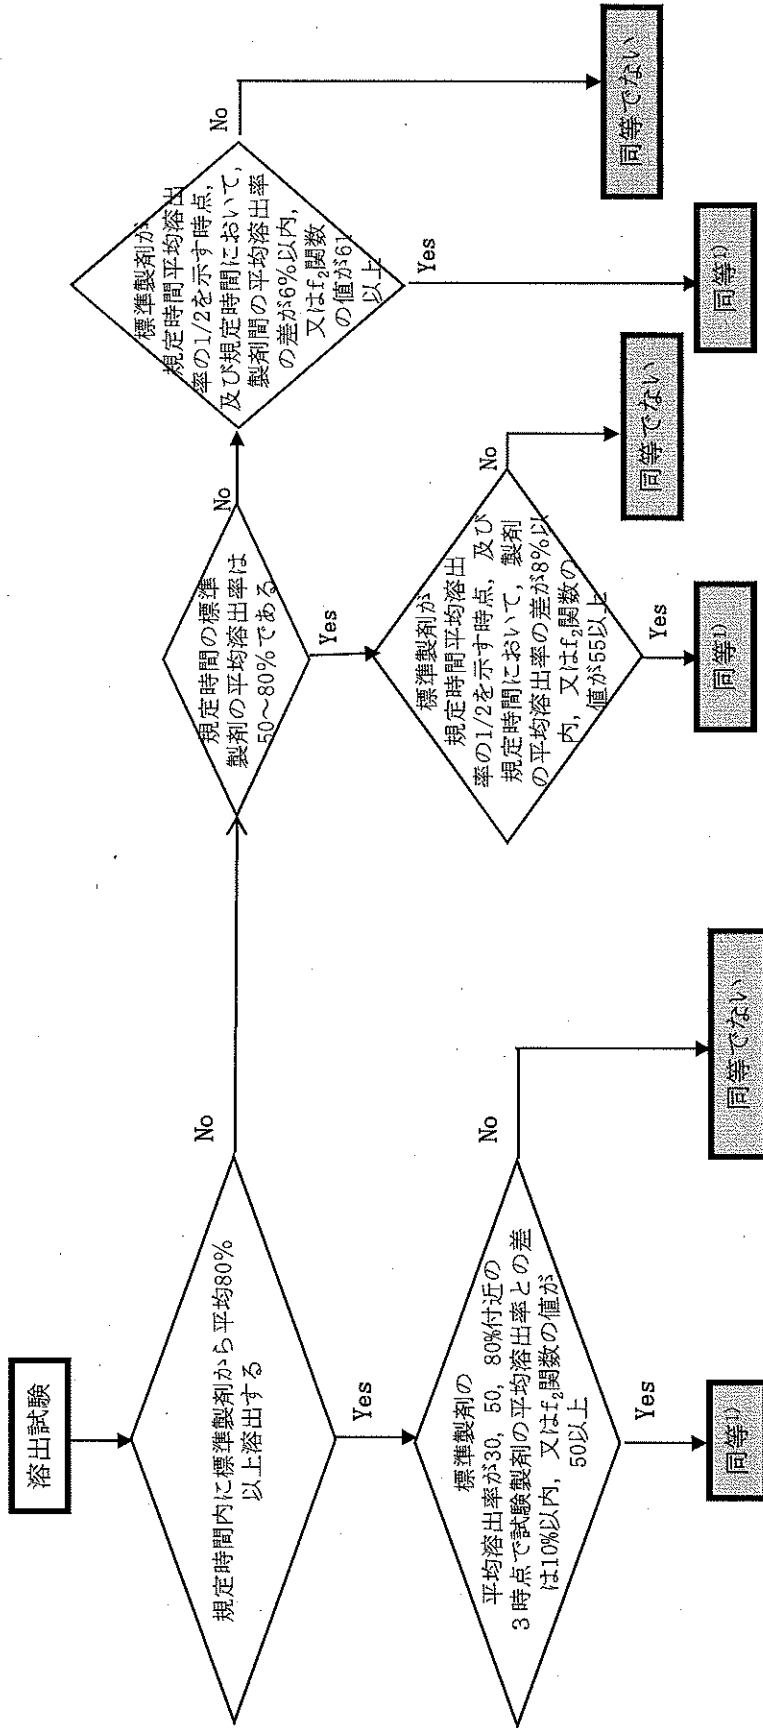 溶出試験
規定時間内に標準製剤から平均80%
以上溶出する
No
Yes
標準製剤の
平均溶出率が30, 50, 80%付近の
3時点で試験製剤の平均溶出率との差
は10%以内, 又はf₂関数の値が
50以上
No
Yes
同等¹⁾
同等でない
規定時間の標準
製剤の平均溶出率は
50～80%である
No
Yes
標準製剤が
規定時間平均溶出
率の1/2を示す時点, 及び
規定時間において, 製剤
の平均溶出率の差が8%以
内, 又はf₂関数の
値が55以上
No
Yes
同等¹⁾
同等でない
標準製剤が
規定時間平均溶出
率の1/2を示す時点,
及び規定時間において,
製剤間の平均溶出率
の差が6%以内,
又はf₂関数
の値が61
以上
No
Yes
同等¹⁾
同等でない